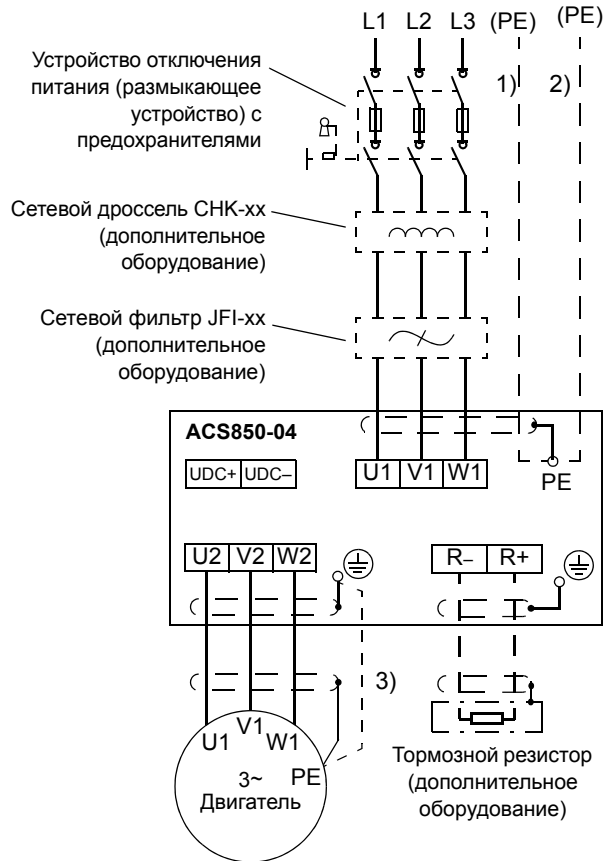 L1 L2 L3 (PE) (PE)
Устройство отключения
питания (размыкающее
устройство) с
предохранителями
1) 2)
Сетевой дроссель CHK-xx
(дополнительное
оборудование)
Сетевой фильтр JFI-xx
(дополнительное
оборудование)
ACS850-04
UDC+ UDC–
U1 V1 W1
PE
U2 V2 W2
R– R+
3)
U1 V1 W1
3~ PE
Двигатель
Тормозной резистор
(дополнительное
оборудование)